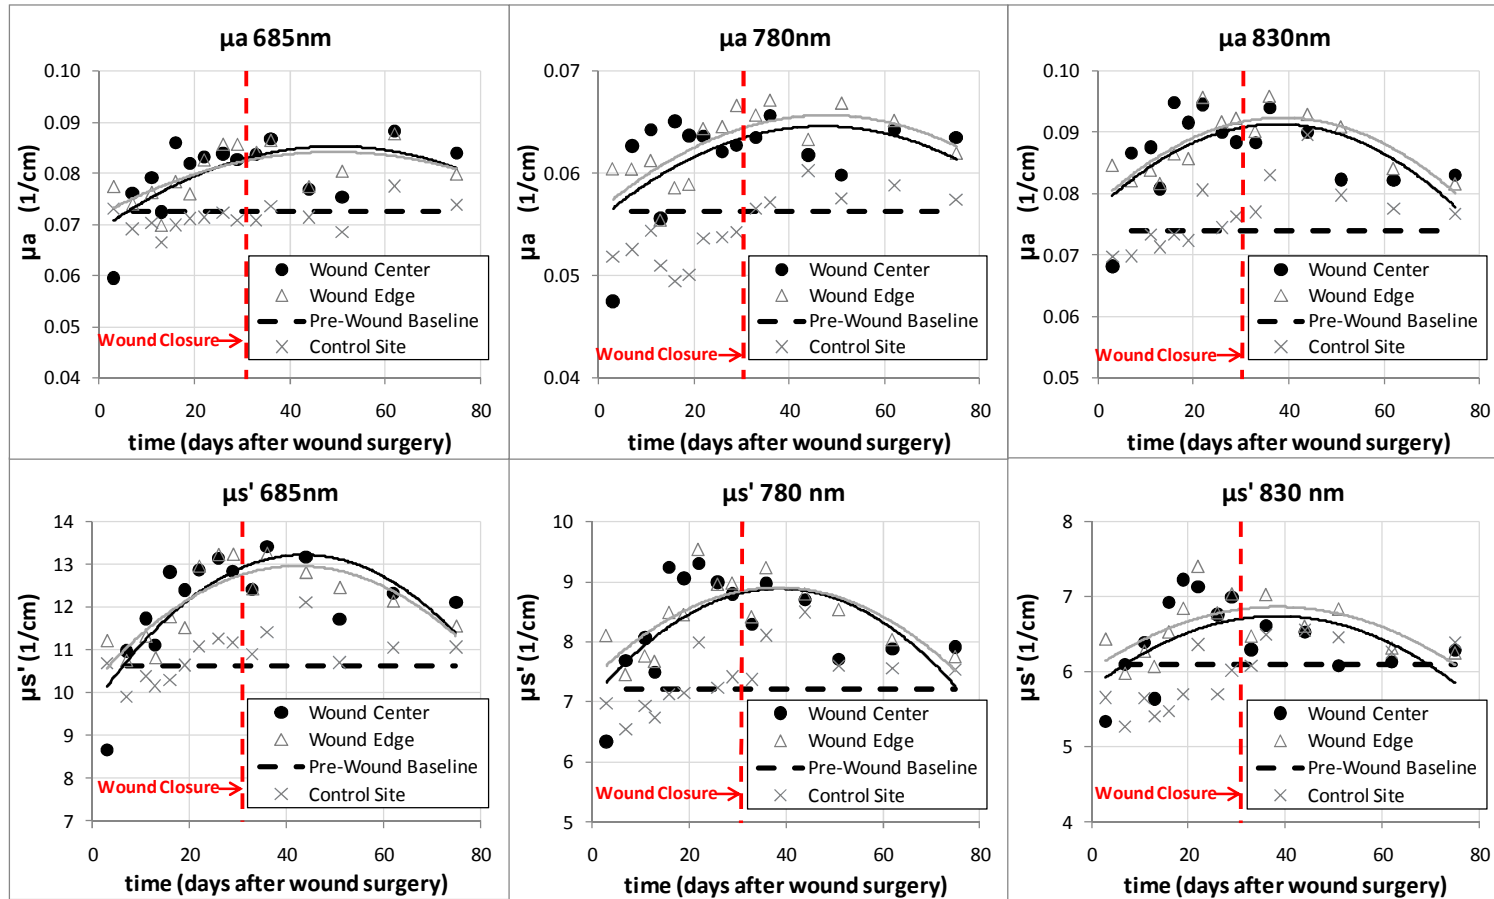 μa 685nm
μa (1/cm)
0.10
0.09
0.08
0.07
0.06
0.05
0.04
Wound Center
Wound Edge
Pre-Wound Baseline
Control Site
Wound Closure
0 20 40 60 80
time (days after wound surgery)
μa 780nm
μa (1/cm)
0.07
0.06
0.05
0.04
Wound Center
Wound Edge
Pre-Wound Baseline
Control Site
Wound Closure
0 20 40 60 80
time (days after wound surgery)
μa 830nm
μa (1/cm)
0.10
0.09
0.08
0.07
0.06
0.05
Wound Center
Wound Edge
Pre-Wound Baseline
Control Site
Wound Closure
0 20 40 60 80
time (days after wound surgery)
μs' 685nm
μs' (1/cm)
14
13
12
11
10
9
8
7
Wound Center
Wound Edge
Pre-Wound Baseline
Control Site
Wound Closure
0 20 40 60 80
time (days after wound surgery)
μs' 780 nm
μs' (1/cm)
10
9
8
7
6
5
Wound Center
Wound Edge
Pre-Wound Baseline
Control Site
Wound Closure
0 20 40 60 80
time (days after wound surgery)
μs' 830 nm
μs' (1/cm)
8
7
6
5
4
Wound Center
Wound Edge
Pre-Wound Baseline
Control Site
Wound Closure
0 20 40 60 80
time (days after wound surgery)